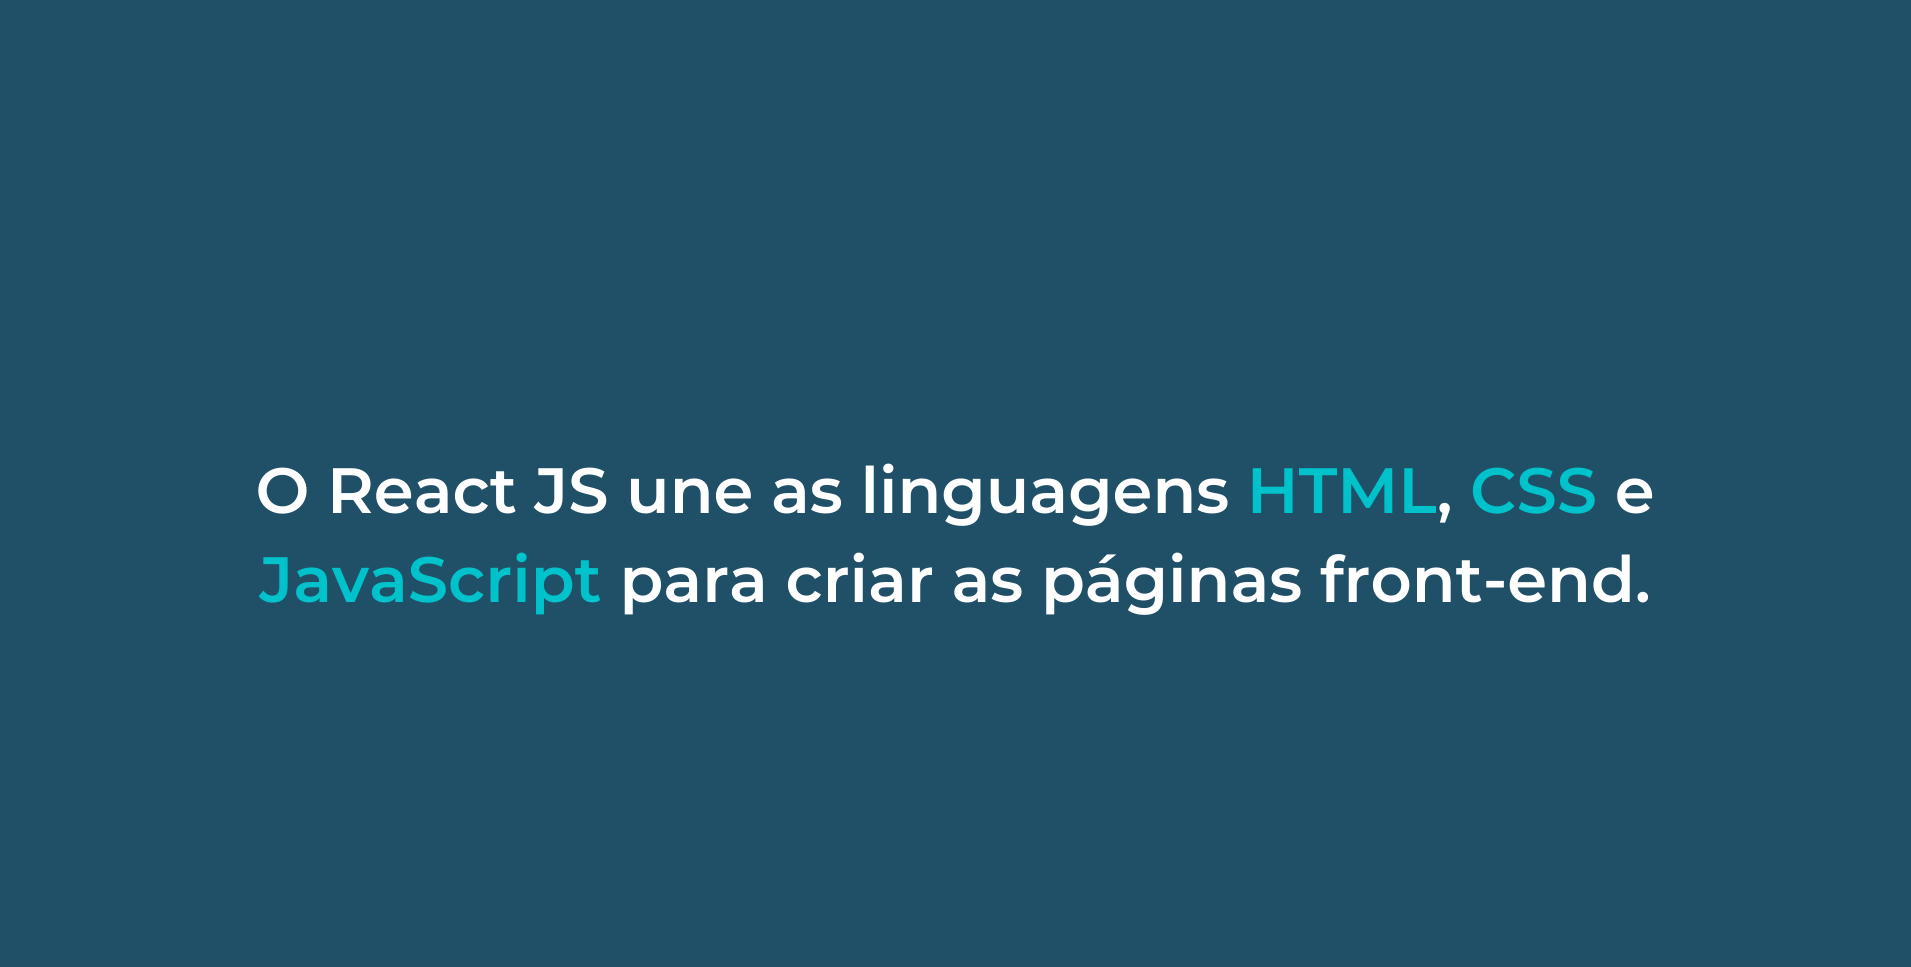 O React JS une as linguagens HTML, CSS e
JavaScript para criar as páginas front-end.